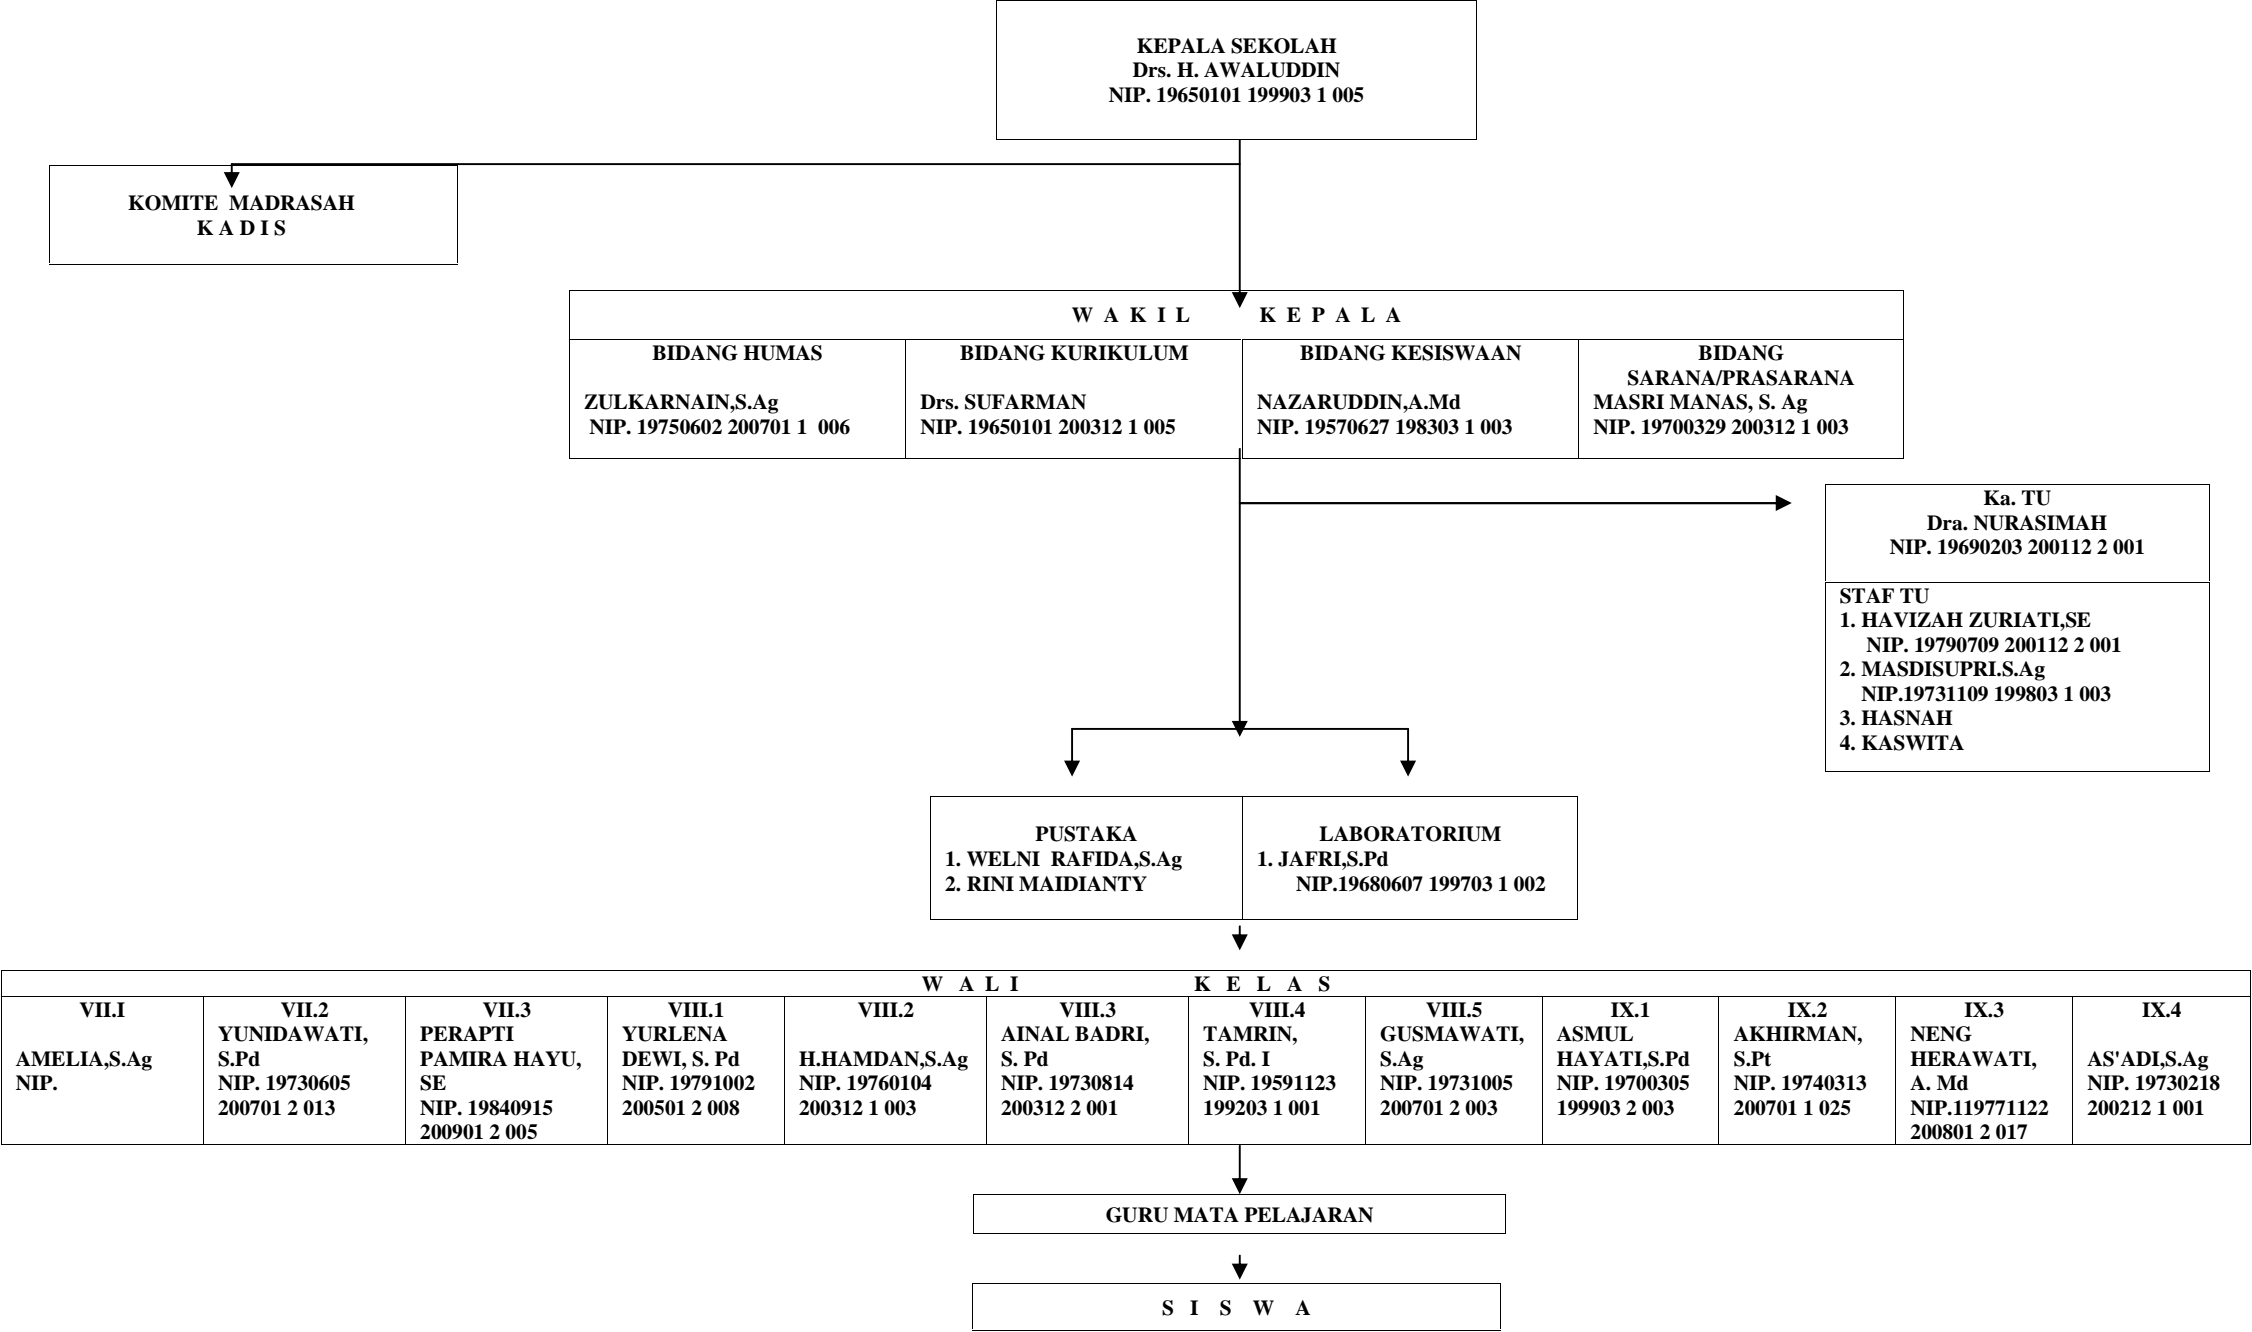 KEPALA SEKOLAH
Drs. H. AWALUDDIN
NIP. 19650101 199903 1 005
KOMITE  MADRASAH
K A D I S
W A K I L   K E P A L A
BIDANG HUMAS
ZULKARNAIN,S.Ag
NIP. 19750602 200701 1  006
BIDANG KURIKULUM
Drs. SUFARMAN
NIP. 19650101 200312 1 005
BIDANG KESISWAAN
NAZARUDDIN,A.Md
NIP. 19570627 198303 1 003
BIDANG
SARANA/PRASARANA
MASRI MANAS, S. Ag
NIP. 19700329 200312 1 003
Ka. TU
Dra. NURASIMAH
NIP. 19690203 200112 2 001
STAF TU
1. HAVIZAH ZURIATI,SE
NIP. 19790709 200112 2 001
2. MASDISUPRI.S.Ag
NIP.19731109 199803 1 003
3. HASNAH
4. KASWITA
PUSTAKA
1. WELNI  RAFIDA,S.Ag
2. RINI MAIDIANTY
LABORATORIUM
1. JAFRI,S.Pd
NIP.19680607 199703 1 002
W A L I   K E L A S
VII.I
AMELIA,S.Ag
NIP.
VII.2
YUNIDAWATI,
S.Pd
NIP. 19730605
200701 2 013
VII.3
PERAPTI
PAMIRA HAYU,
SE
NIP. 19840915
200901 2 005
VIII.1
YURLENA
DEWI, S. Pd
NIP. 19791002
200501 2 008
VIII.2
H.HAMDAN,S.Ag
NIP. 19760104
200312 1 003
VIII.3
AINAL BADRI,
S. Pd
NIP. 19730814
200312 2 001
VIII.4
TAMRIN,
S. Pd. I
NIP. 19591123
199203 1 001
VIII.5
GUSMAWATI,
S.Ag
NIP. 19731005
200701 2 003
IX.1
ASMUL
HAYATI,S.Pd
NIP. 19700305
199903 2 003
IX.2
AKHIRMAN,
S.Pt
NIP. 19740313
200701 1 025
IX.3
NENG
HERAWATI,
A. Md
NIP.119771122
200801 2 017
IX.4
AS'ADI,S.Ag
NIP. 19730218
200212 1 001
GURU MATA PELAJARAN
S I S W A